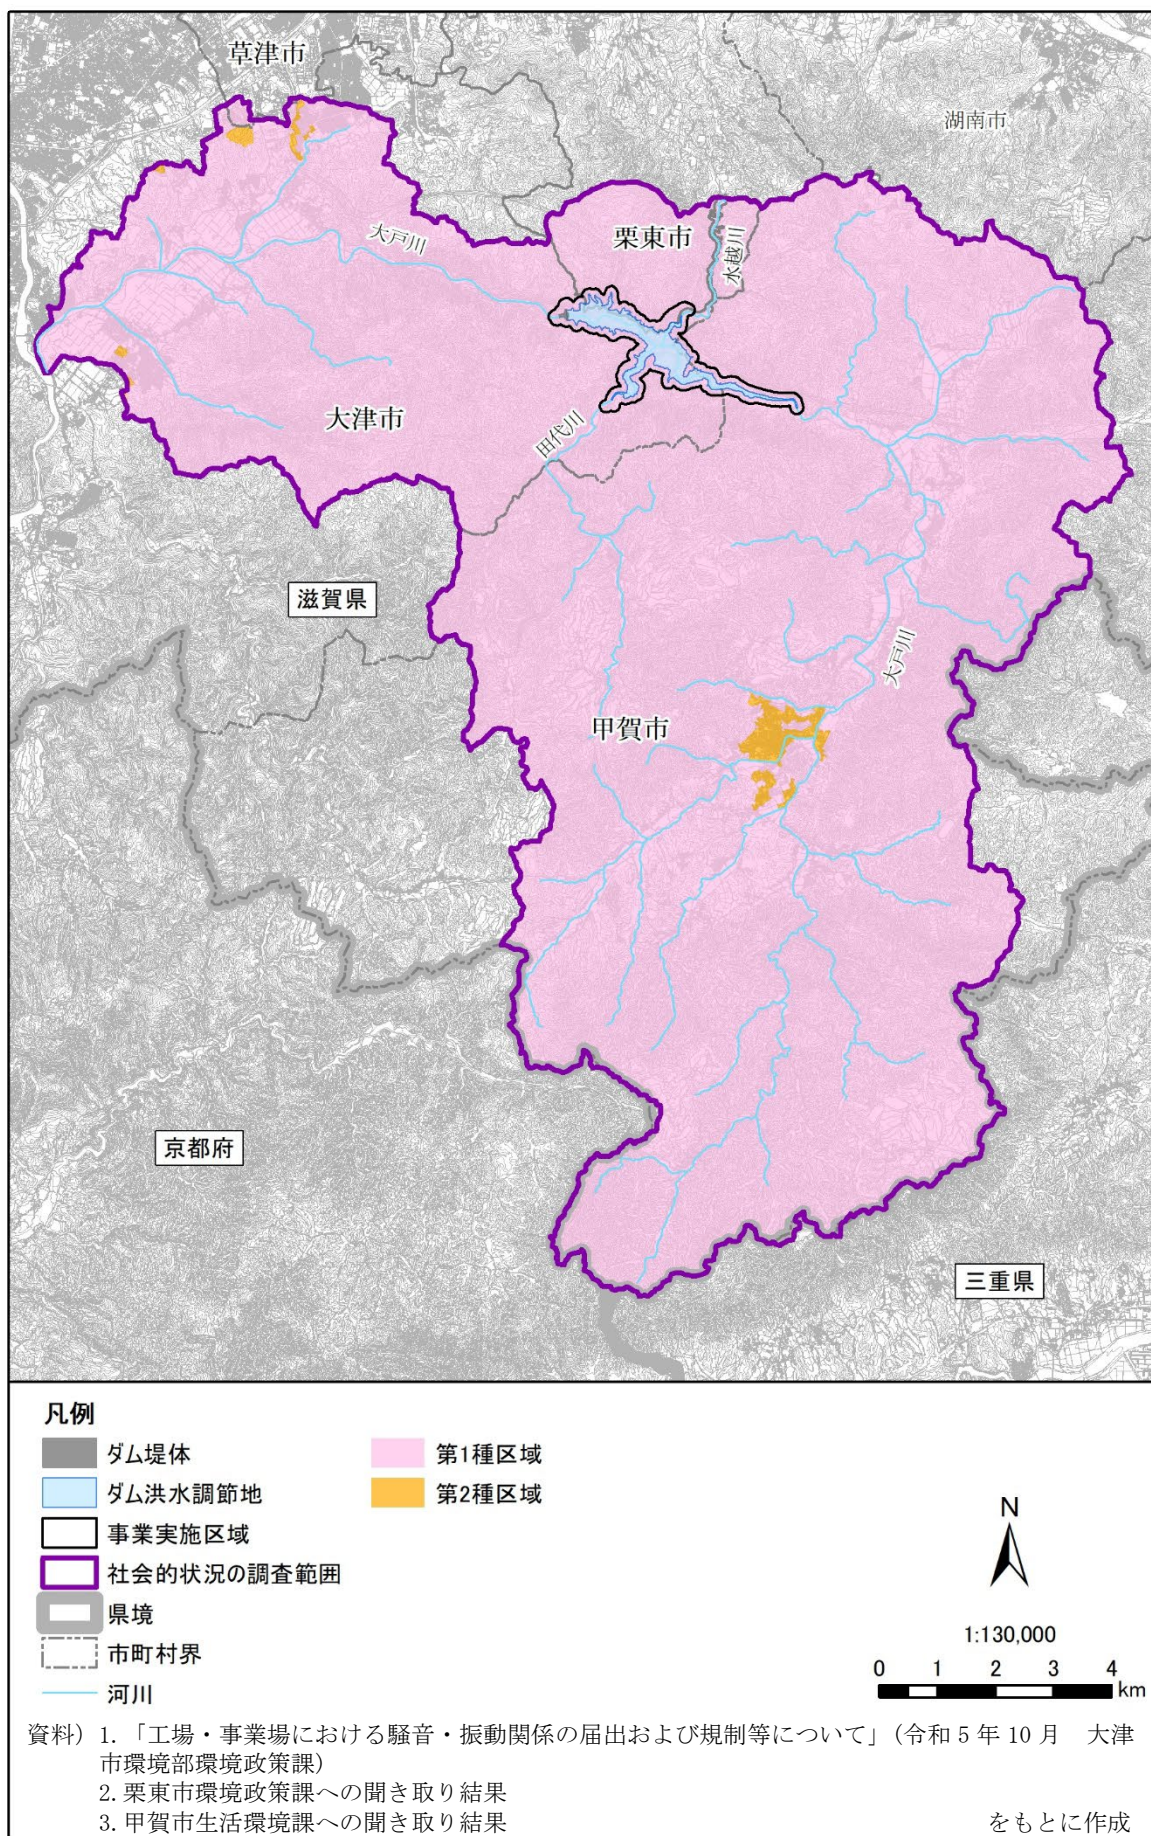 草津市
湖南市
栗東市
大戸川
水越川
大津市
田代川
滋賀県
大戸川
甲賀市
京都府
三重県
凡例
ダム堤体
ダム洪水調節地
事業実施区域
社会的状況の調査範囲
県境
市町村界
河川
第1種区域
第2種区域
N
1:130,000
0 1 2 3 4
km
資料) 1.「工場・事業場における騒音・振動関係の届出および規制等について」(令和5年10月 大津
市環境部環境政策課)
2.栗東市環境政策課への聞き取り結果
3.甲賀市生活環境課への聞き取り結果 をもとに作成